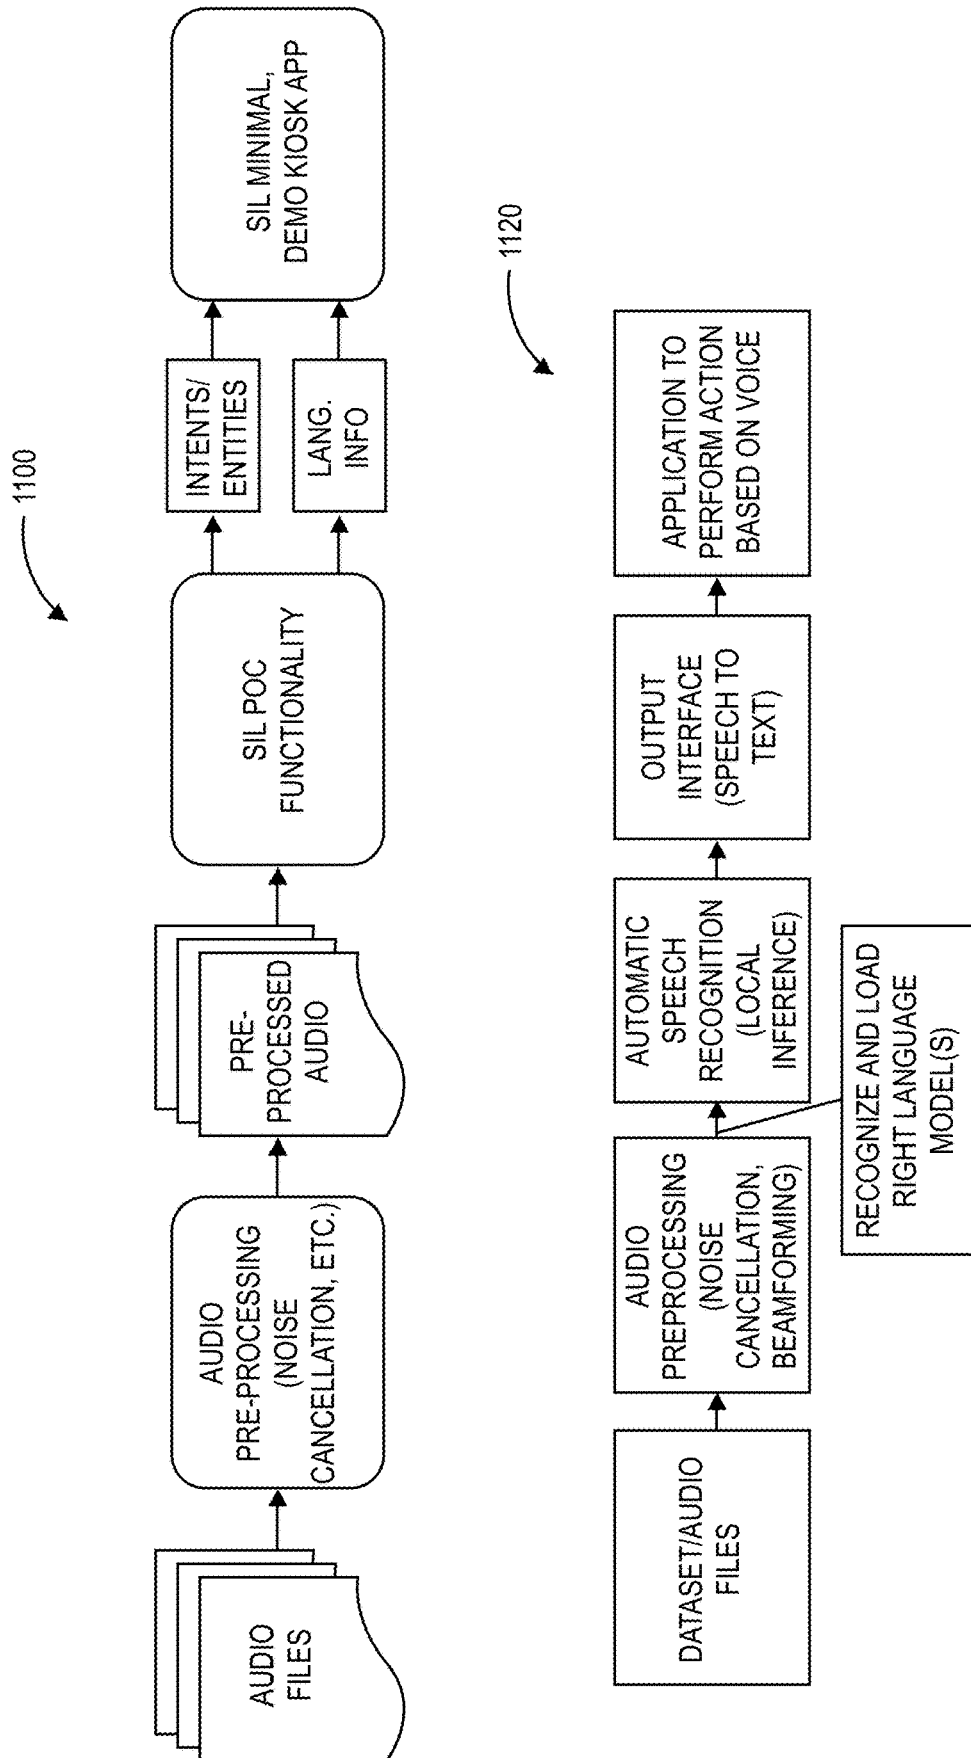 1100
AUDIO
FILES
AUDIO
PRE-PROCESSING
(NOISE
CANCELLATION, ETC.)
PRE-
PROCESSED
AUDIO
SIL POC
FUNCTIONALITY
INTENTS/
ENTITIES
LANG.
INFO
SIL MINIMAL,
DEMO KIOSK APP
1120
DATASET/AUDIO
FILES
AUDIO
PREPROCESSING
(NOISE
CANCELLATION,
BEAMFORMING)
RECOGNIZE AND LOAD
RIGHT LANGUAGE
MODEL(S)
AUTOMATIC
SPEECH
RECOGNITION
(LOCAL
INFERENCE)
OUTPUT
INTERFACE
(SPEECH TO
TEXT)
APPLICATION TO
PERFORM ACTION
BASED ON VOICE